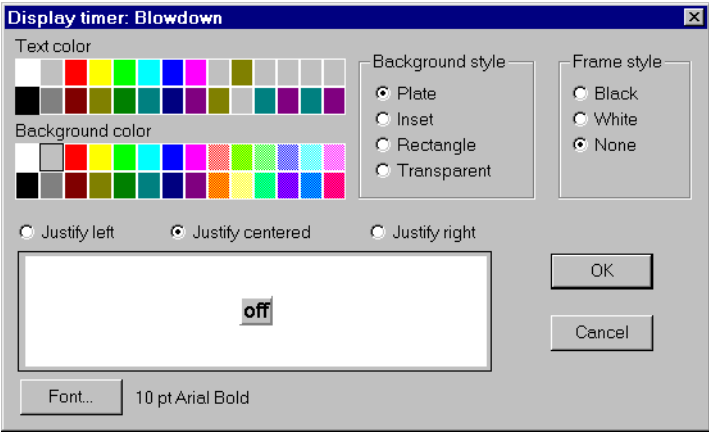 Display timer: Blowdown
Text color
Background color
Background style
Plate
Inset
Rectangle
Transparent
Frame style
Black
White
None
Justify left
Justify centered
Justify right
off
OK
Cancel
Font...
10 pt Arial Bold